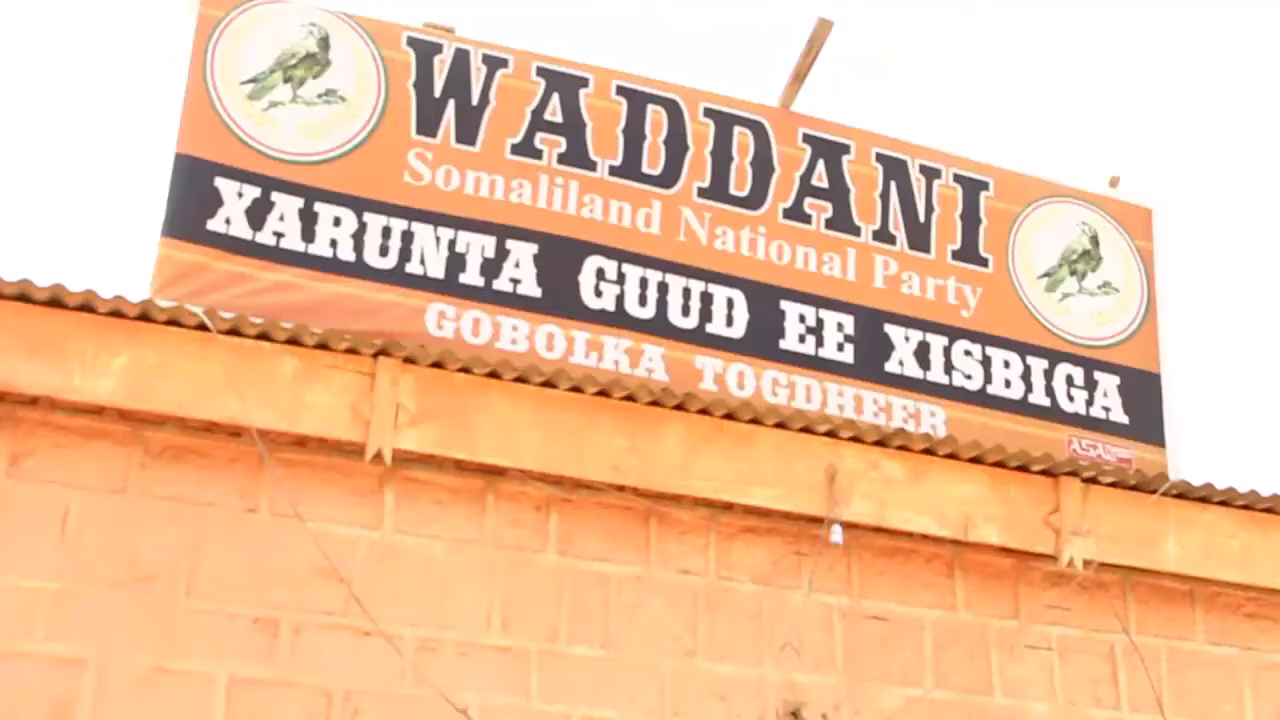 WADDANI
Somaliland National Party
XARUNTA GUUD EE XISBIGA
GOBOLKA TOGDHEER